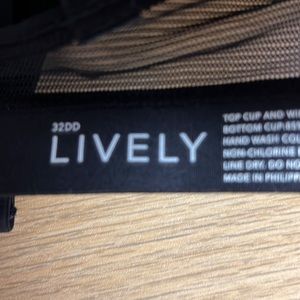 32DD
LIVELY
TOP CUP AND
BOTTOM CUP
HAND WASH
NON-CHLORINE
LINE DRY. DO
MADE IN